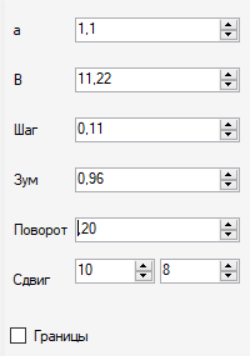 а 1,1
В 11,22
Шаг 0,11
Зум 0,96
Поворот 20
Сдвиг 10 8
Границы